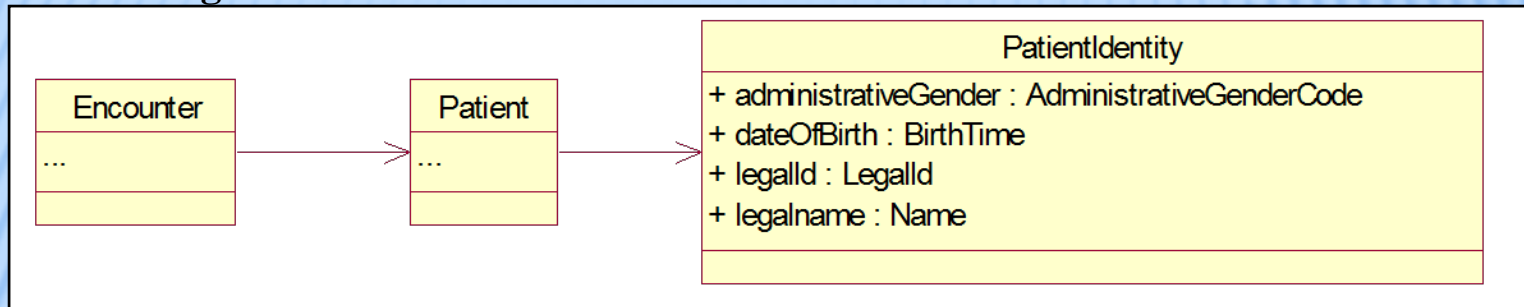 Encounter
...
Patient
...
PatientIdentity
+ administrativeGender : AdministrativeGenderCode
+ dateOfBirth : BirthTime
+ legalId : LegalId
+ legalname : Name